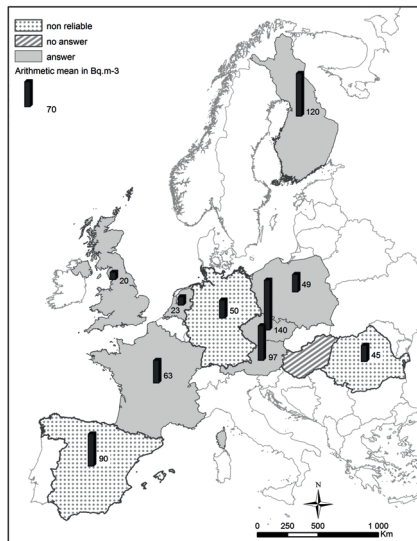 non reliable
no answer
answer
Arithmetic mean in Bq.m-3
70
120
20
23
50
49
140
97
45
63
90
N
0 250 500 1 000
Km